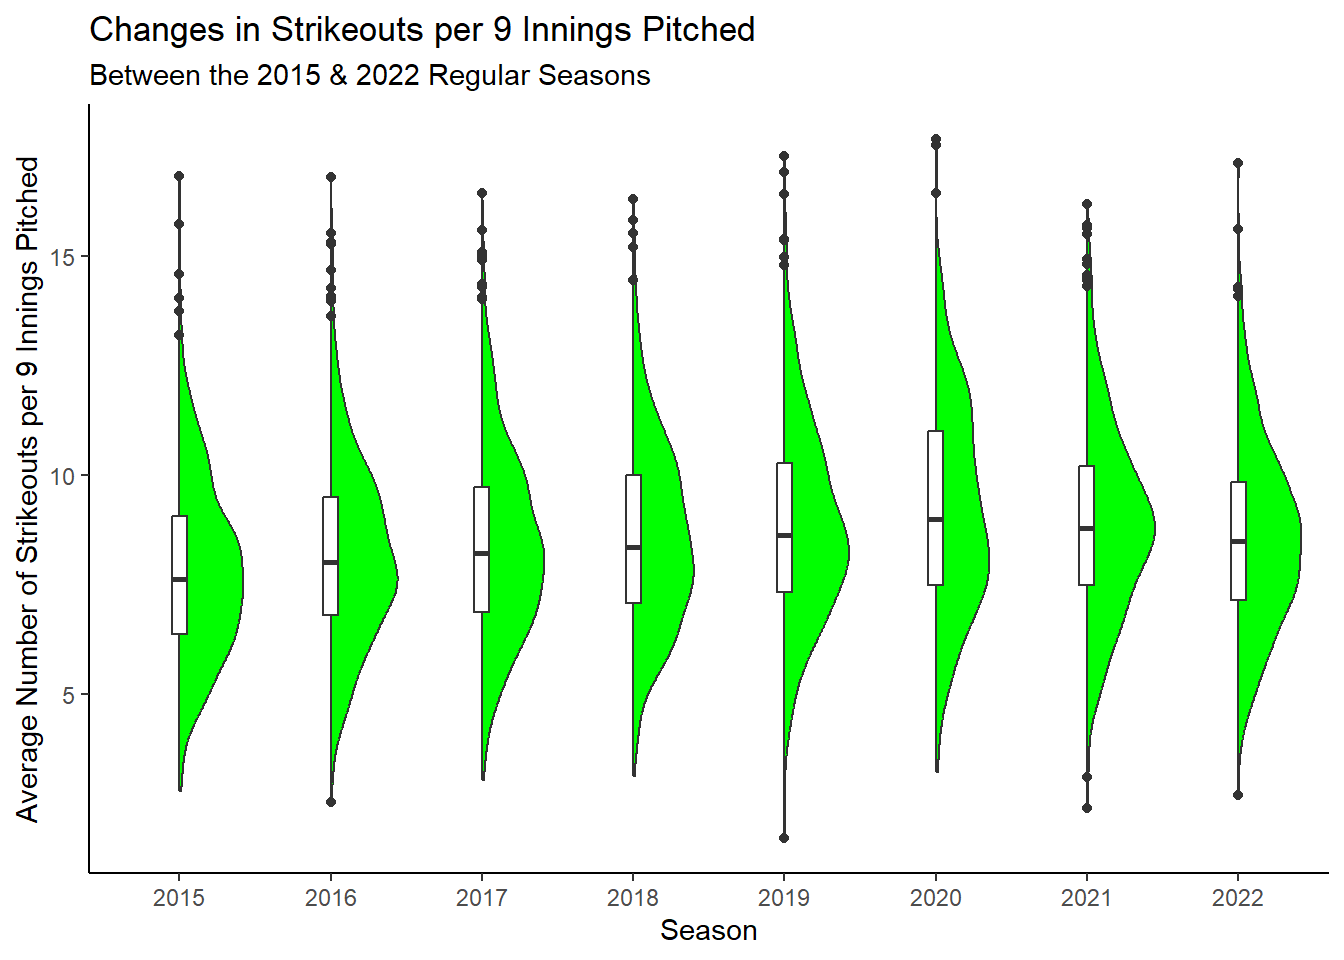 Changes in Strikeouts per 9 Innings Pitched
Between the 2015 & 2022 Regular Seasons
Average Number of Strikeouts per 9 Innings Pitched
15
10
5
2015 2016 2017 2018 2019 2020 2021 2022
Season